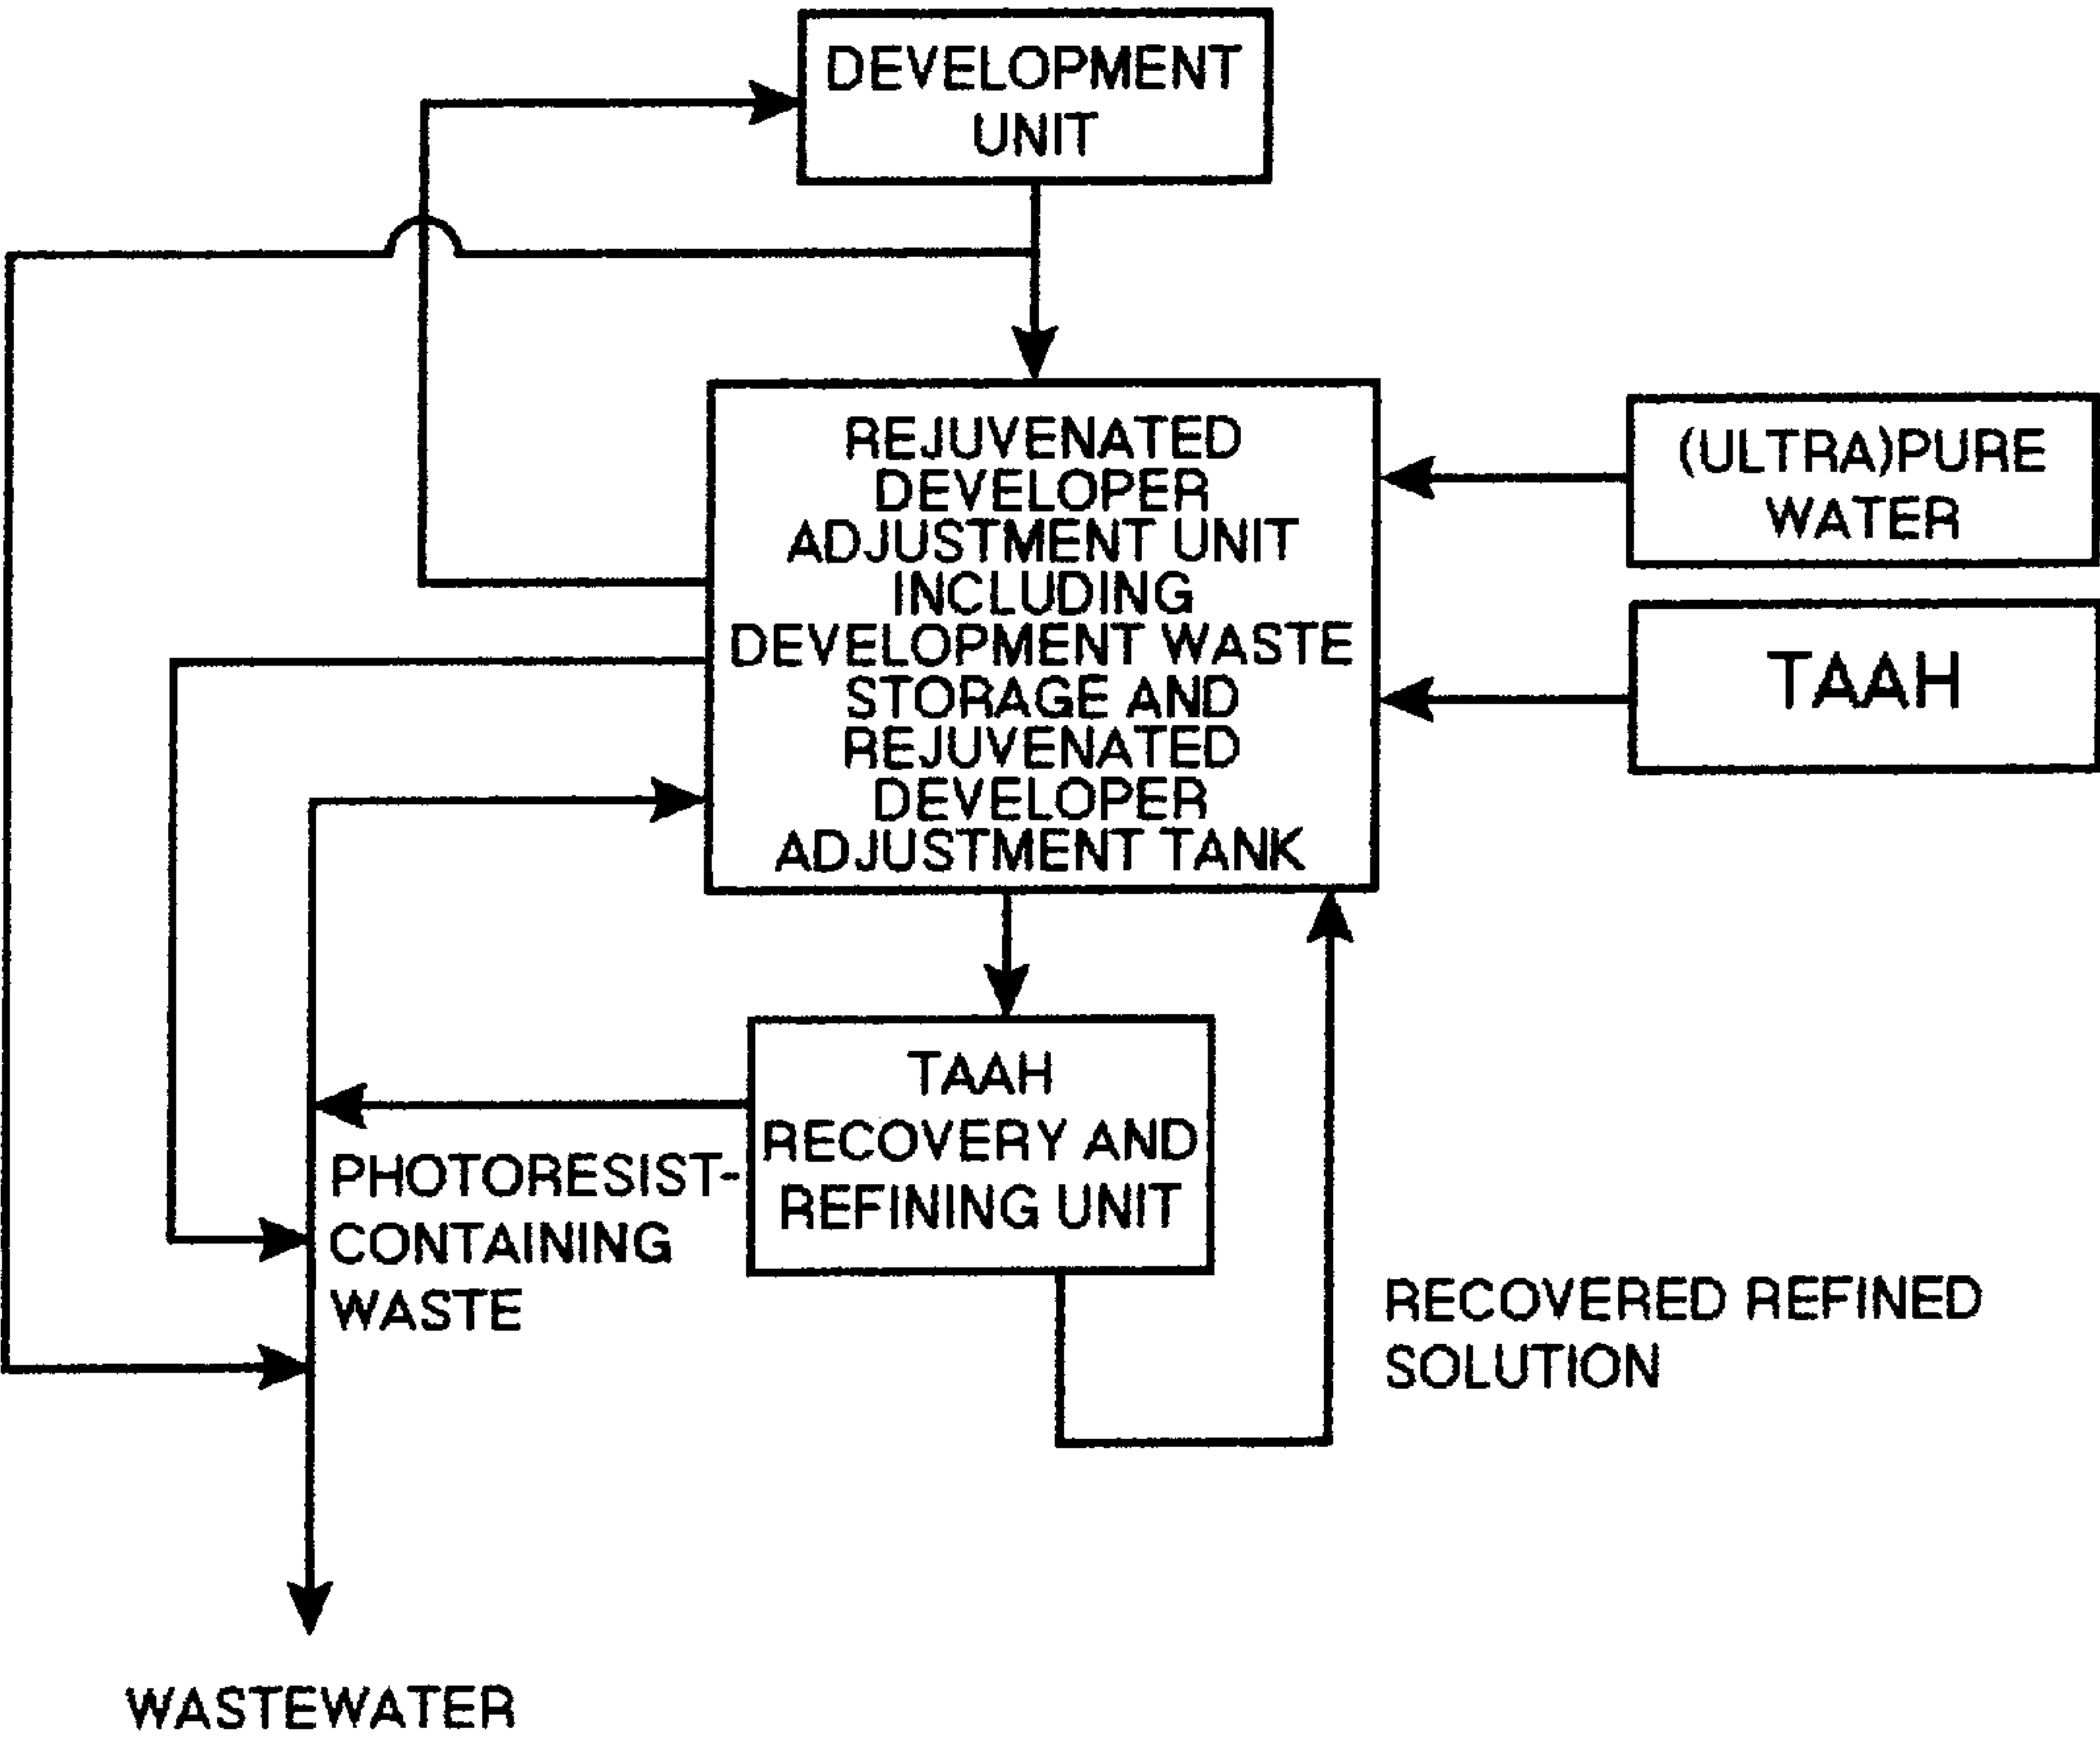 DEVELOPMENT
UNIT
REJUVENATED
DEVELOPER
ADJUSTMENT UNIT
INCLUDING
DEVELOPMENT WASTE
STORAGE AND
REJUVENATED
DEVELOPER
ADJUSTMENT TANK
(ULTRA)PURE
WATER
TAAH
TAAH
RECOVERY AND
REFINING UNIT
PHOTORESIST-
CONTAINING
WASTE
RECOVERED REFINED
SOLUTION
WASTEWATER